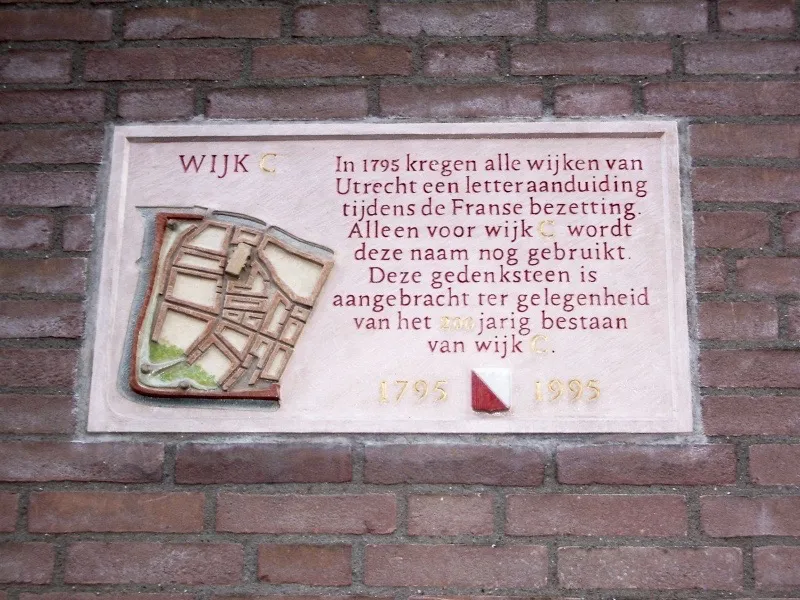 WIJK C
In 1795 kregen alle wijken van
Utrecht een letteraanduiding
tijdens de Franse bezetting.
Alleen voor wijk C wordt
deze naam nog gebruikt.
Deze gedenksteen is
aangebracht ter gelegenheid
van het 200 jarig bestaan
van wijk C.
1795 1995